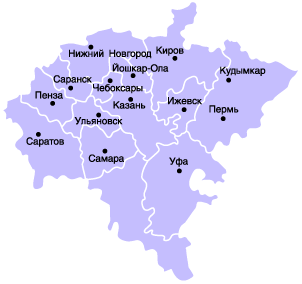 Киров
Нижний Новгород
Йошкар-Ола
Кудымкар
Саранск
Чебоксары
Пенза
Казань
Ижевск
Пермь
Ульяновск
Саратов
Самара
Уфа